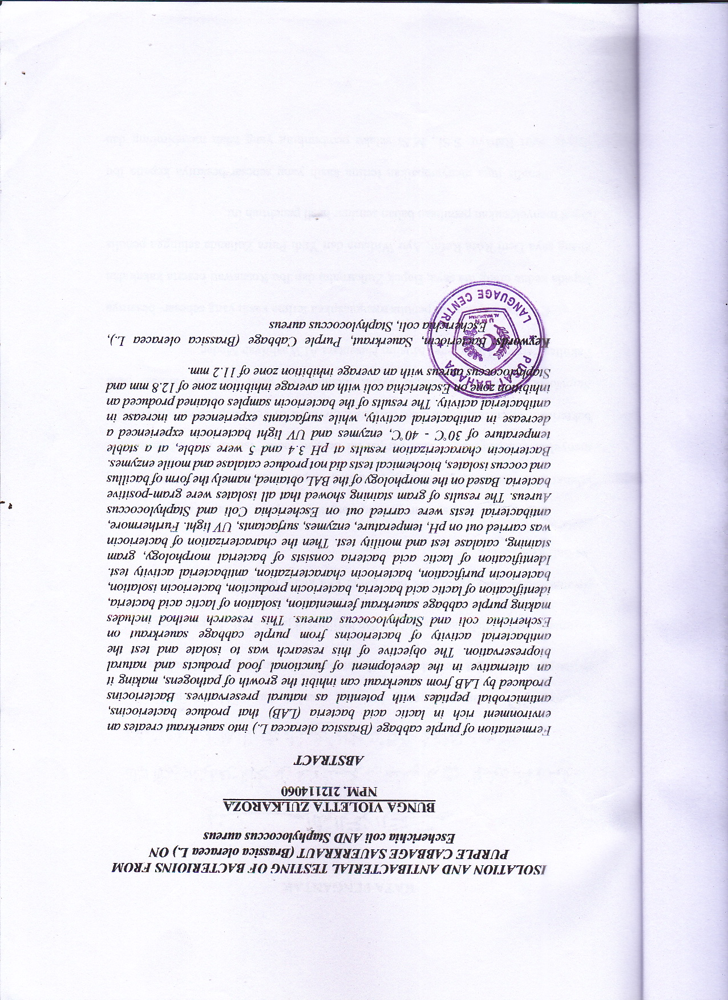 ISOLATION AND ANTIBACTERIAL TESTING OF BACTERIOINS FROM
PURPLE CABBAGE SAUERKRAUT (Brassica oleracea L.) ON
Escherichia coli AND Staphylococcus aureus
BUNGA VIOLETTA ZULKAROZA
NPM. 212114060
ABSTRACT
Fermentation of purple cabbage (Brassica oleracea L.) into sauerkraut creates an
environment rich in lactic acid bacteria (LAB) that produce bacteriocins,
antimicrobial peptides with potential as natural preservatives. Bacteriocins
produced by LAB from sauerkraut can inhibit the growth of pathogens, making it
an alternative in the development of functional food products and natural
biopreservation. The objective of this research was to isolate and test the
antibacterial activity of bacteriocins from purple cabbage sauerkraut on
Escherichia coli and Staphylococcus aureus. This research method includes
making purple cabbage sauerkraut fermentation, isolation of lactic acid bacteria,
identification of lactic acid bacteria, bacteriocin production, bacteriocin isolation,
bacteriocin purification, bacteriocin characterization, antibacterial activity test.
Identification of lactic acid bacteria consists of bacterial morphology, gram
staining, catalase test and motility test. Then the characterization of bacteriocin
was carried out on pH, temperature, enzymes, surfactants, UV light. Furthermore,
antibacterial tests were carried out on Escherichia Coli and Staphylococcus
Aureus. The results of gram staining showed that all isolates were gram-positive
bacteria. Based on the morphology of the BAL obtained, namely the form of bacillus
and coccus isolates, biochemical tests did not produce catalase and motile enzymes.
Bacteriocin characterization results at pH 3.4 and 5 were stable, at a stable
temperature of 30°C - 40°C, enzymes and UV light bacteriocin experienced a
decrease in antibacterial activity, while surfactants experienced an increase in
antibacterial activity. The results of the bacteriocin samples obtained produced an
inhibition zone on Escherichia coli with an average inhibition zone of 12.8 mm and
Staphylococcus aureus with an average inhibition zone of 11.2 mm.
Keywords: Bacteriocin, Sauerkraut, Purple Cabbage (Brassica oleracea L.),
Escherichia coli, Staphylococcus aureus
PUSAT BAHASA
UMN
AL WASHLIYAH
LANGUAGE CENTRE